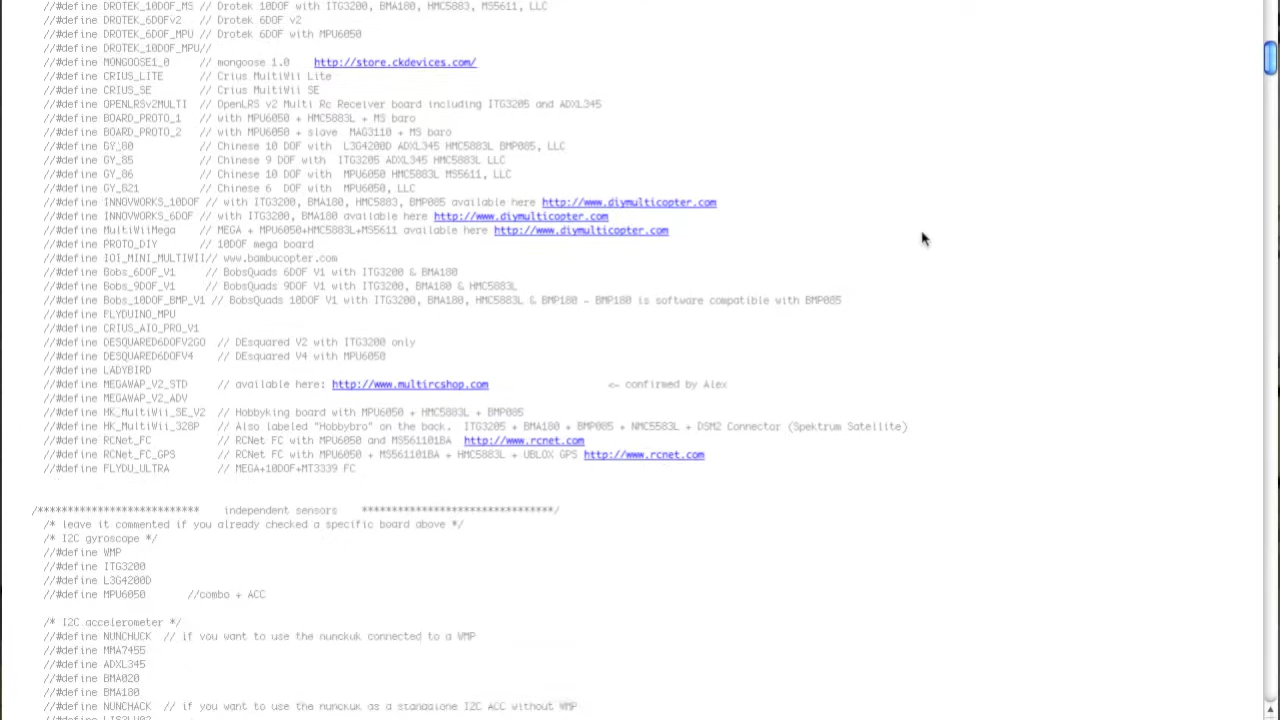 //#define DROTEK_10DOF_MS // Drotek 10DOF with ITG3200, BMA180, HMC5883, MS5611, LLC
//#define DROTEK_6DOFv2 // Drotek 6DOF v2
//#define DROTEK_6DOF_MPU // Drotek 6DOF with MPU6050
//#define DROTEK_10DOF_MPU//
//#define MONGOOSE1_0 // mongoose 1.0 http://store.ckdevices.com/
//#define CRIUS_LITE // Crius MultiWii Lite
//#define CRIUS_SE // Crius MultiWii SE
//#define OPENLRSv2MULTI // OpenLRS v2 Multi Rc Receiver board including ITG3205 and ADXL345
//#define BOARD_PROTO_1 // with MPU6050 + HMC5883L + MS baro
//#define BOARD_PROTO_2 // with MPU6050 + slave MAG3110 + MS baro
//#define GY_80 // Chinese 10 DOF with L3G4200D ADXL345 HMC5883L BMP085, LLC
//#define GY_85 // Chinese 9 DOF with ITG3205 ADXL345 HMC5883L LLC
//#define GY_86 // Chinese 10 DOF with MPU6050 HMC5883L MS5611, LLC
//#define GY_521 // Chinese 6 DOF with MPU6050, LLC
//#define INNOVWORKS_10DOF // with ITG3200, BMA180, HMC5883, BMP085 available here http://www.diymulticopter.com
//#define INNOVWORKS_6DOF // with ITG3200, BMA180 available here http://www.diymulticopter.com
//#define MultiWiiMega // MEGA + MPU6050+HMC5883L+MS5611 available here http://www.diymulticopter.com
//#define PROTO_DIY // 10DOF mega board
//#define IOI_MINI_MULTIWII// www.bambucopter.com
//#define Bobs_6DOF_V1 // BobsQuads 6DOF V1 with ITG3200 & BMA180
//#define Bobs_9DOF_V1 // BobsQuads 9DOF V1 with ITG3200, BMA180 & HMC5883L
//#define Bobs_10DOF_BMP_V1 // BobsQuads 10DOF V1 with ITG3200, BMA180, HMC5883L & BMP180 - BMP180 is software compatible with BMP085
//#define FLYDUINO_MPU
//#define CRIUS_AIO_PRO_V1
//#define DESQUARED6DOFV2GO // DEsquared V2 with ITG3200 only
//#define DESQUARED6DOFV4 // DEsquared V4 with MPU6050
//#define LADYBIRD
//#define MEGAWAP_V2_STD // available here: http://www.multircshop.com <- confirmed by Alex
//#define MEGAWAP_V2_ADV
//#define HK_MultiWii_SE_V2 // Hobbyking board with MPU6050 + HMC5883L + BMP085
//#define HK_MultiWii_328P // Also labeled "Hobbybro" on the back. ITG3205 + BMA180 + BMP085 + NMC5583L + DSM2 Connector (Spektrum Satellite)
//#define RCNet_FC // RCNet FC with MPU6050 and MS561101BA http://www.rcnet.com
//#define RCNet_FC_GPS // RCNet FC with MPU6050 + MS561101BA + HMC5883L + UBLOX GPS http://www.rcnet.com
//#define FLYDU_ULTRA // MEGA+10DOF+MT3339 FC
/*************************** independent sensors ********************************/
/* leave it commented if you already checked a specific board above */
/* I2C gyroscope */
//#define WMP
//#define ITG3200
//#define L3G4200D
//#define MPU6050 //combo + ACC
/* I2C accelerometer */
//#define NUNCHUCK // if you want to use the nunckuk connected to a WMP
//#define MMA7455
//#define ADXL345
//#define BMA020
//#define BMA180
//#define NUNCHACK // if you want to use the nunckuk as a standalone I2C ACC without WMP